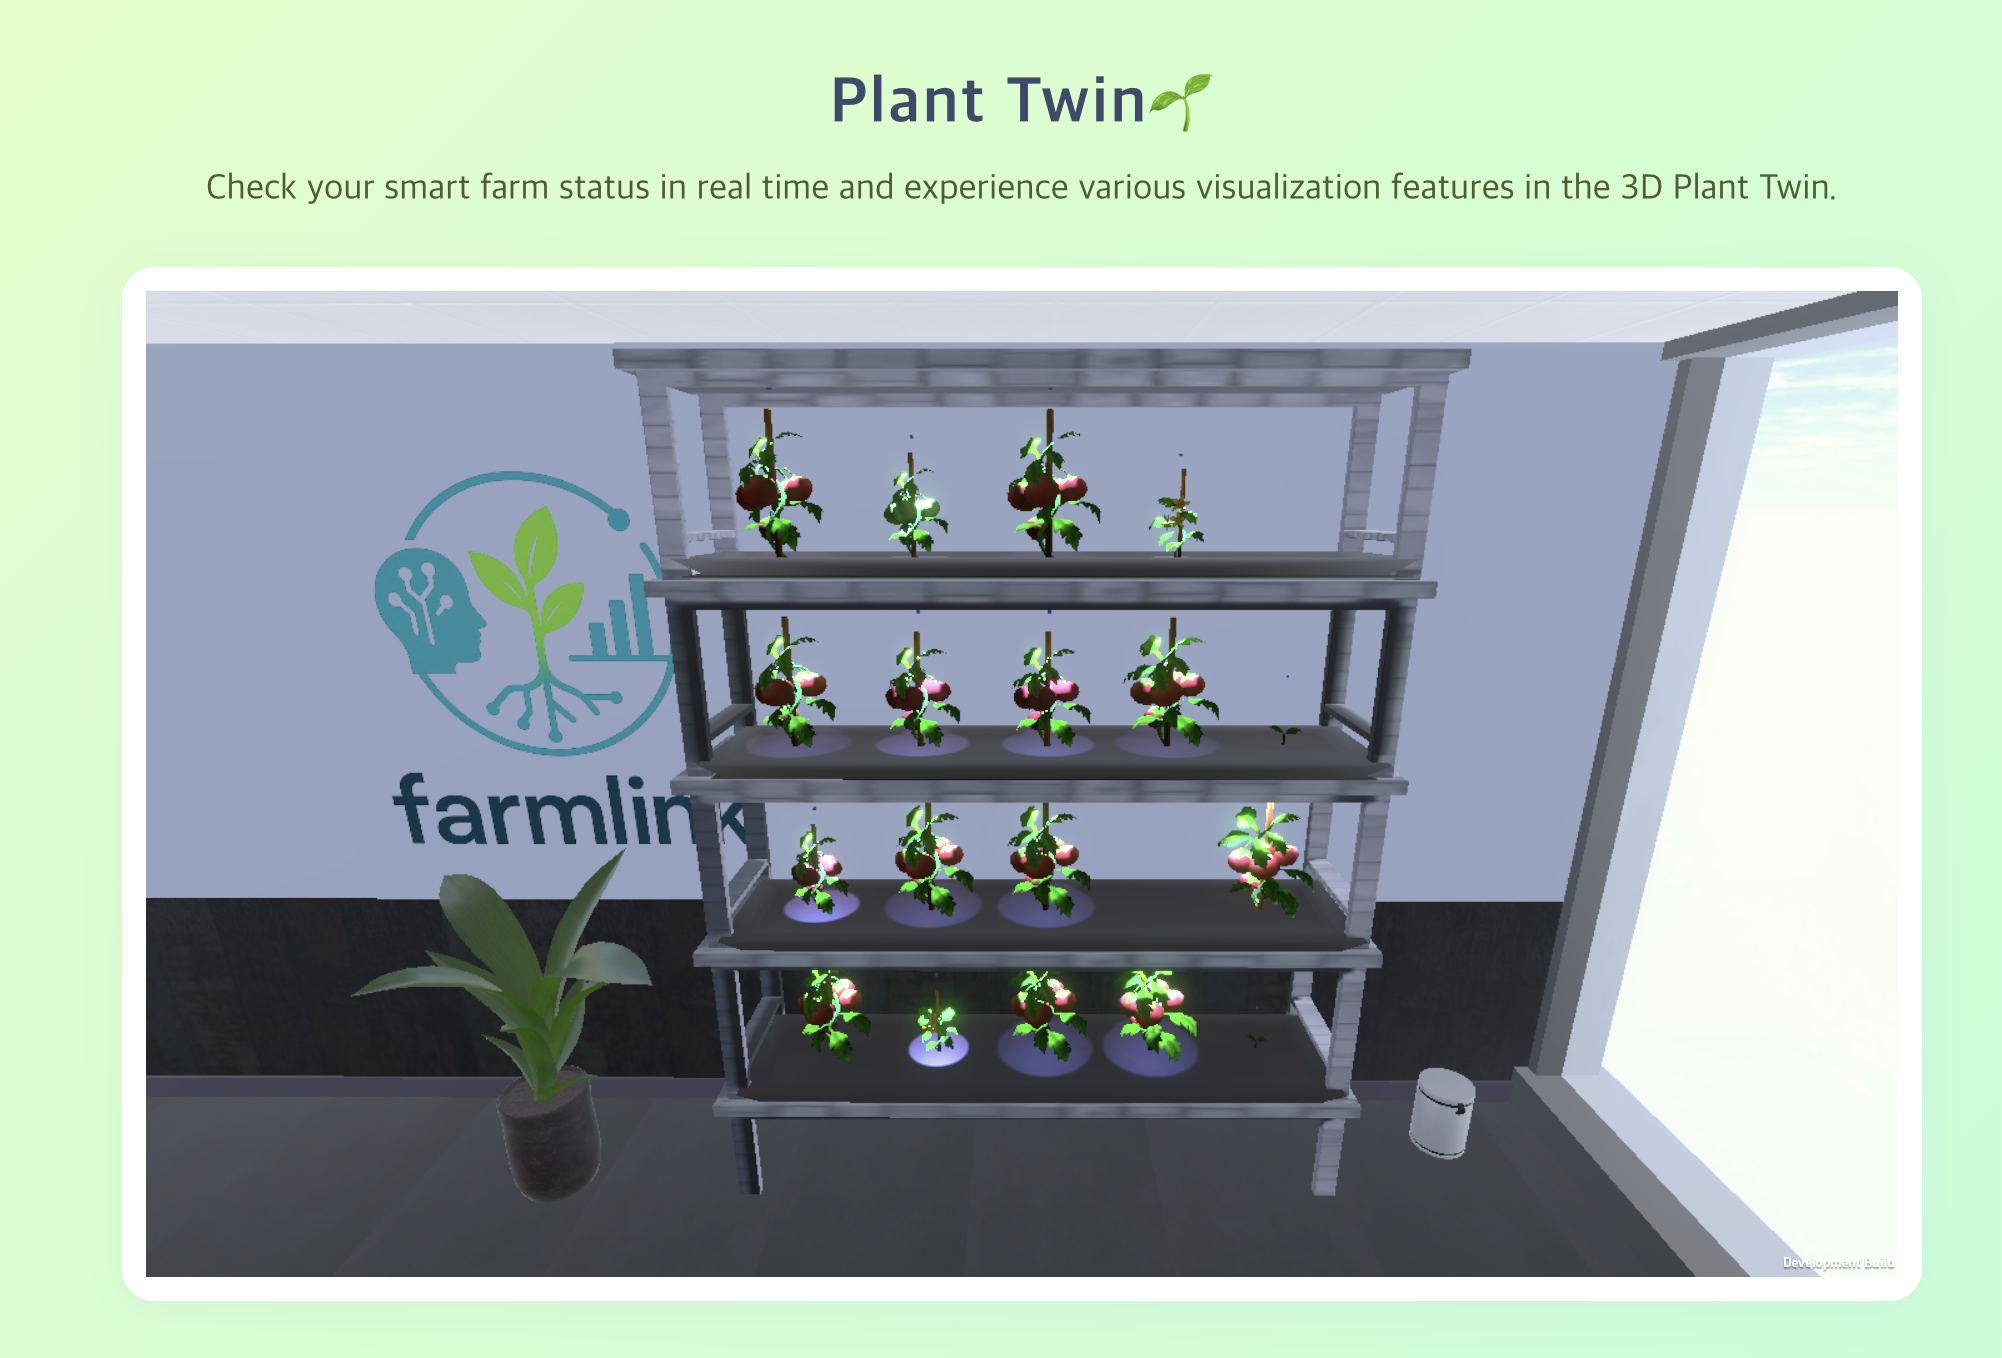 Plant Twin
Check your smart farm status in real time and experience various visualization features in the 3D Plant Twin.
farmlink
Development Build